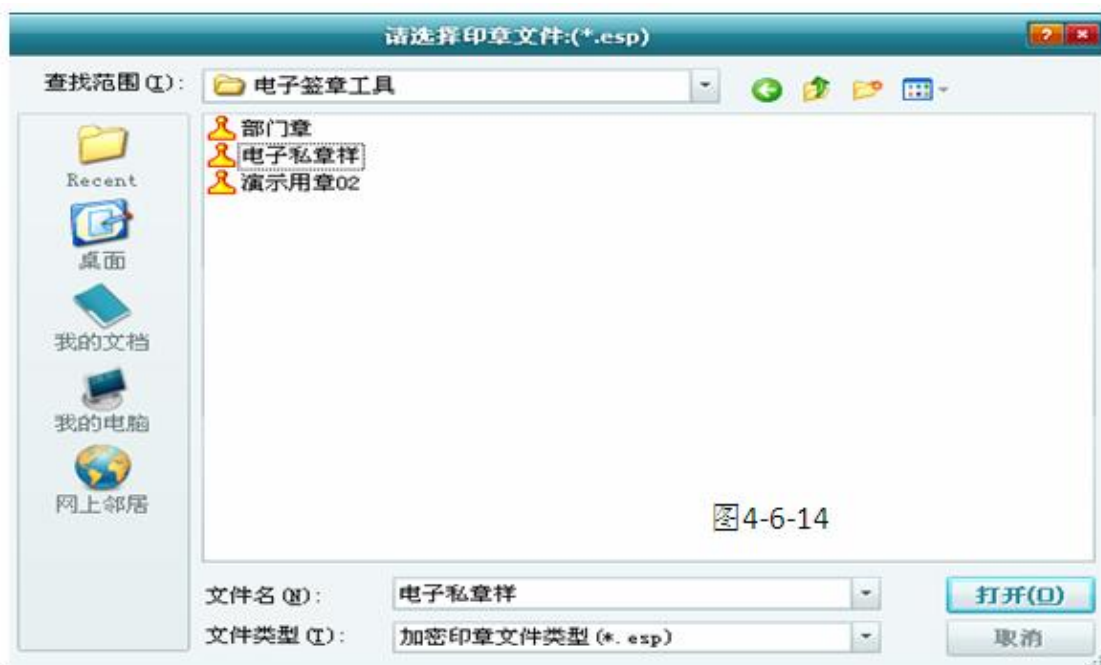 请选择印章文件:(*.esp)
查找范围(I):
电子签章工具
部门章
电子私章样
演示用章02
Recent
桌面
我的文档
我的电脑
网上邻居
图4-6-14
文件名(N):
电子私章样
打开(O)
文件类型(T):
加密印章文件类型(*.esp)
取消